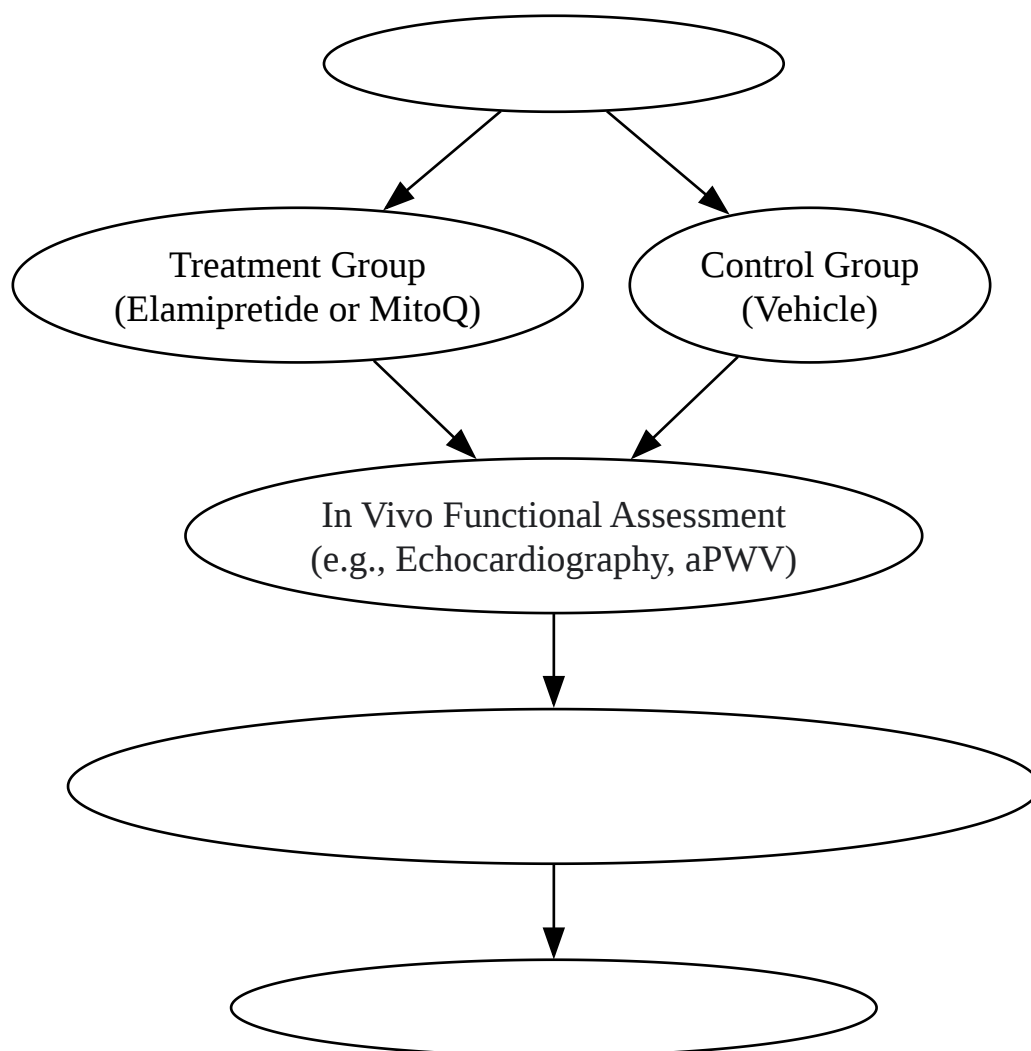 Treatment Group
(Elamipretide or MitoQ)
Control Group
(Vehicle)
In Vivo Functional Assessment
(e.g., Echocardiography, aPWV)